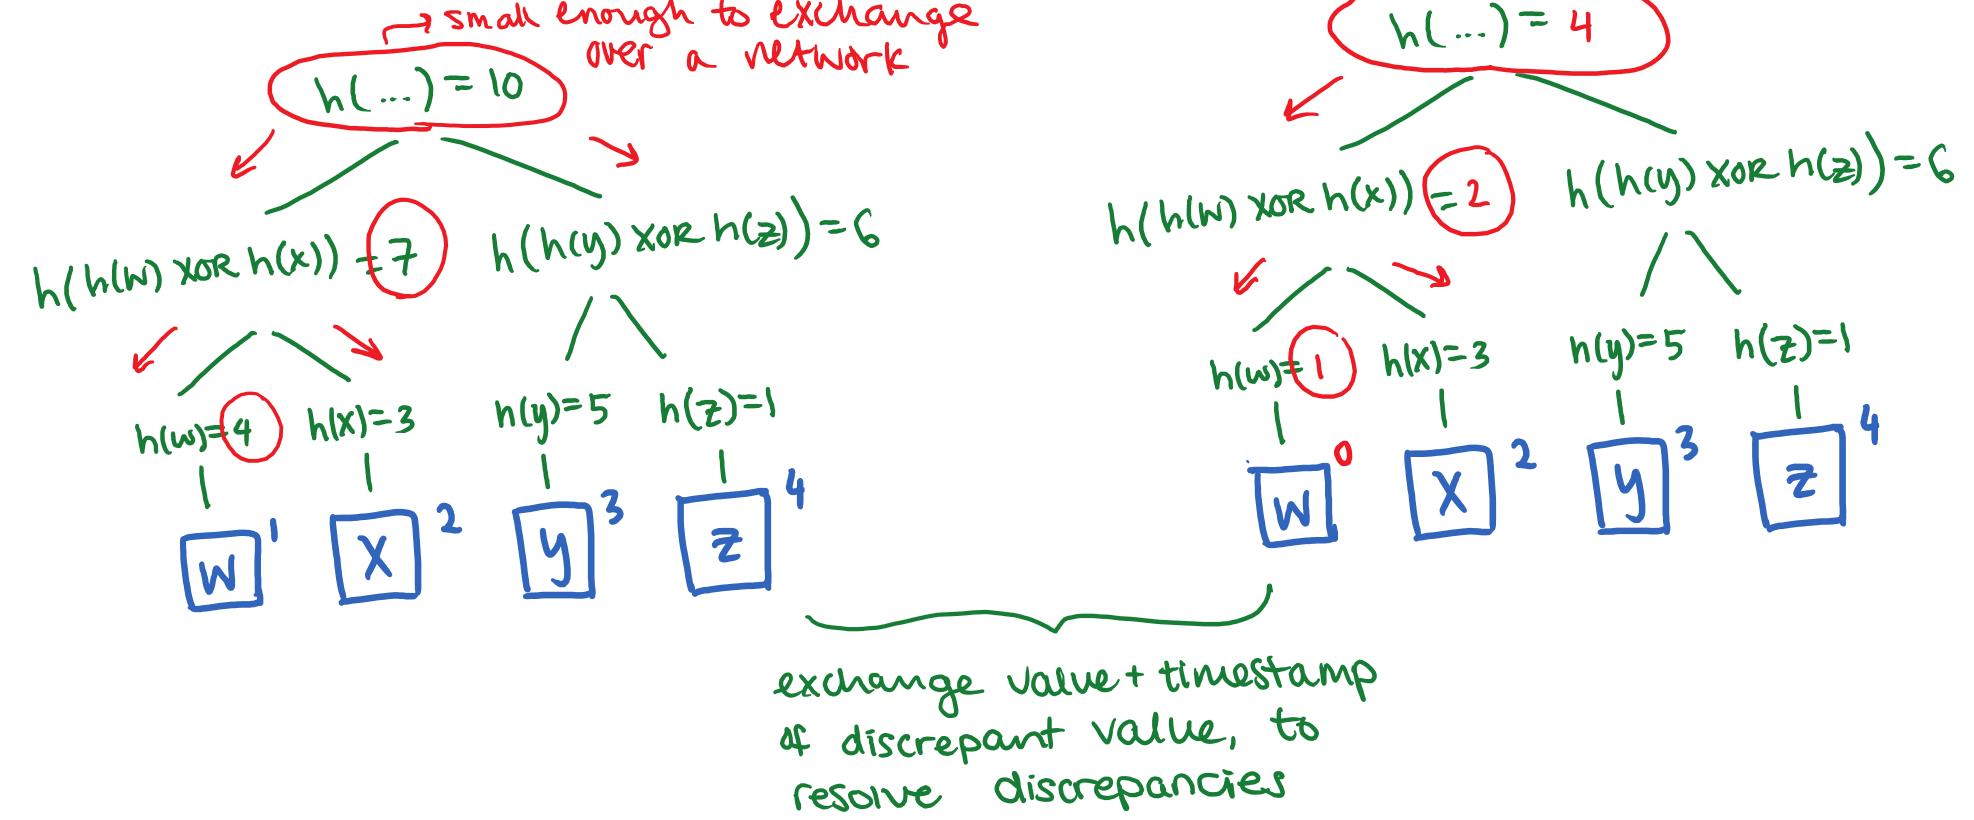 small enough to exchange
over a network
h(...) = 10
h(h(w) XOR h(x)) = 7
h(h(y) XOR h(z)) = 6
h(w)=4
h(x)=3
h(y)=5
h(z)=1
w 1
x 2
y 3
z 4
h(...) = 4
h(h(w) XOR h(x)) = 2
h(h(y) XOR h(z)) = 6
h(w)=1
h(x)=3
h(y)=5
h(z)=1
w 0
x 2
y 3
z 4
exchange value + timestamp
of discrepant value, to
resolve discrepancies